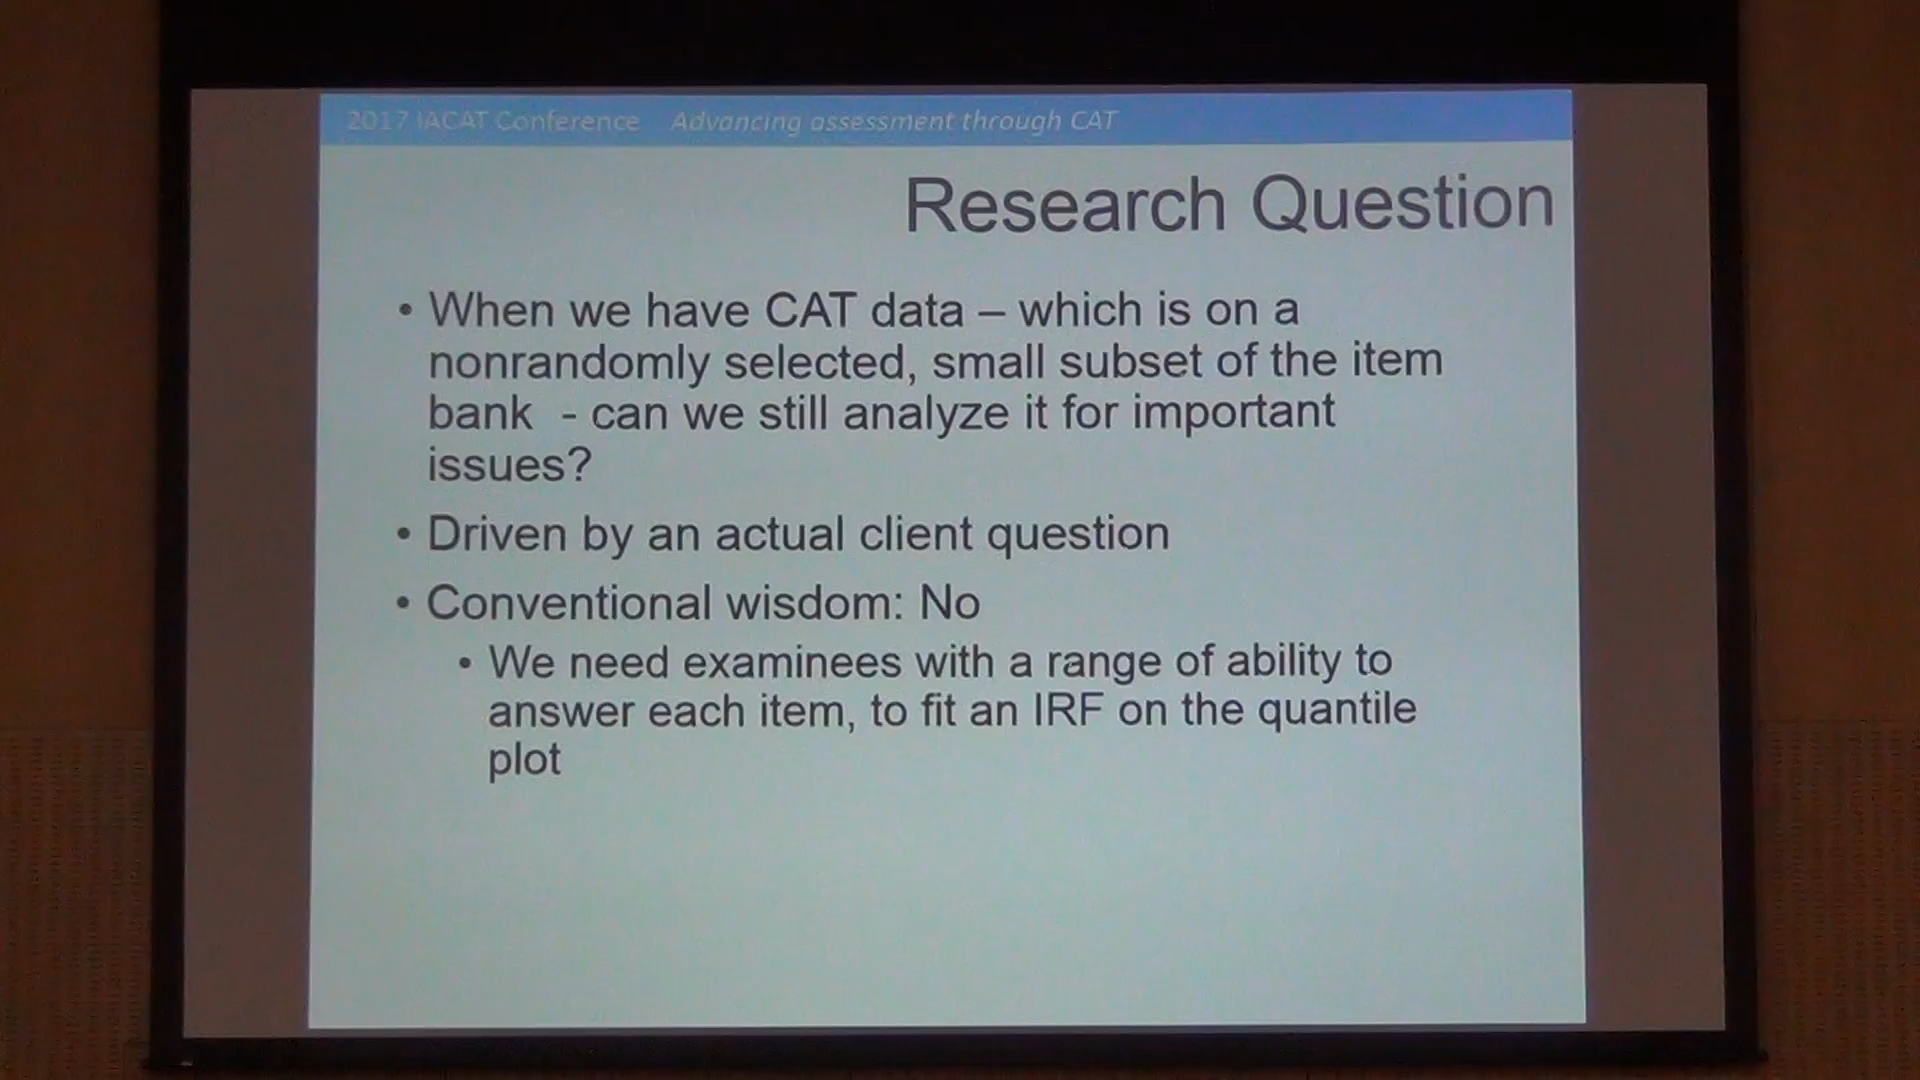 2017 IACAT Conference Advancing assessment through CAT
Research Question
• When we have CAT data – which is on a
nonrandomly selected, small subset of the item
bank - can we still analyze it for important
issues?
• Driven by an actual client question
• Conventional wisdom: No
• We need examinees with a range of ability to
answer each item, to fit an IRF on the quantile
plot